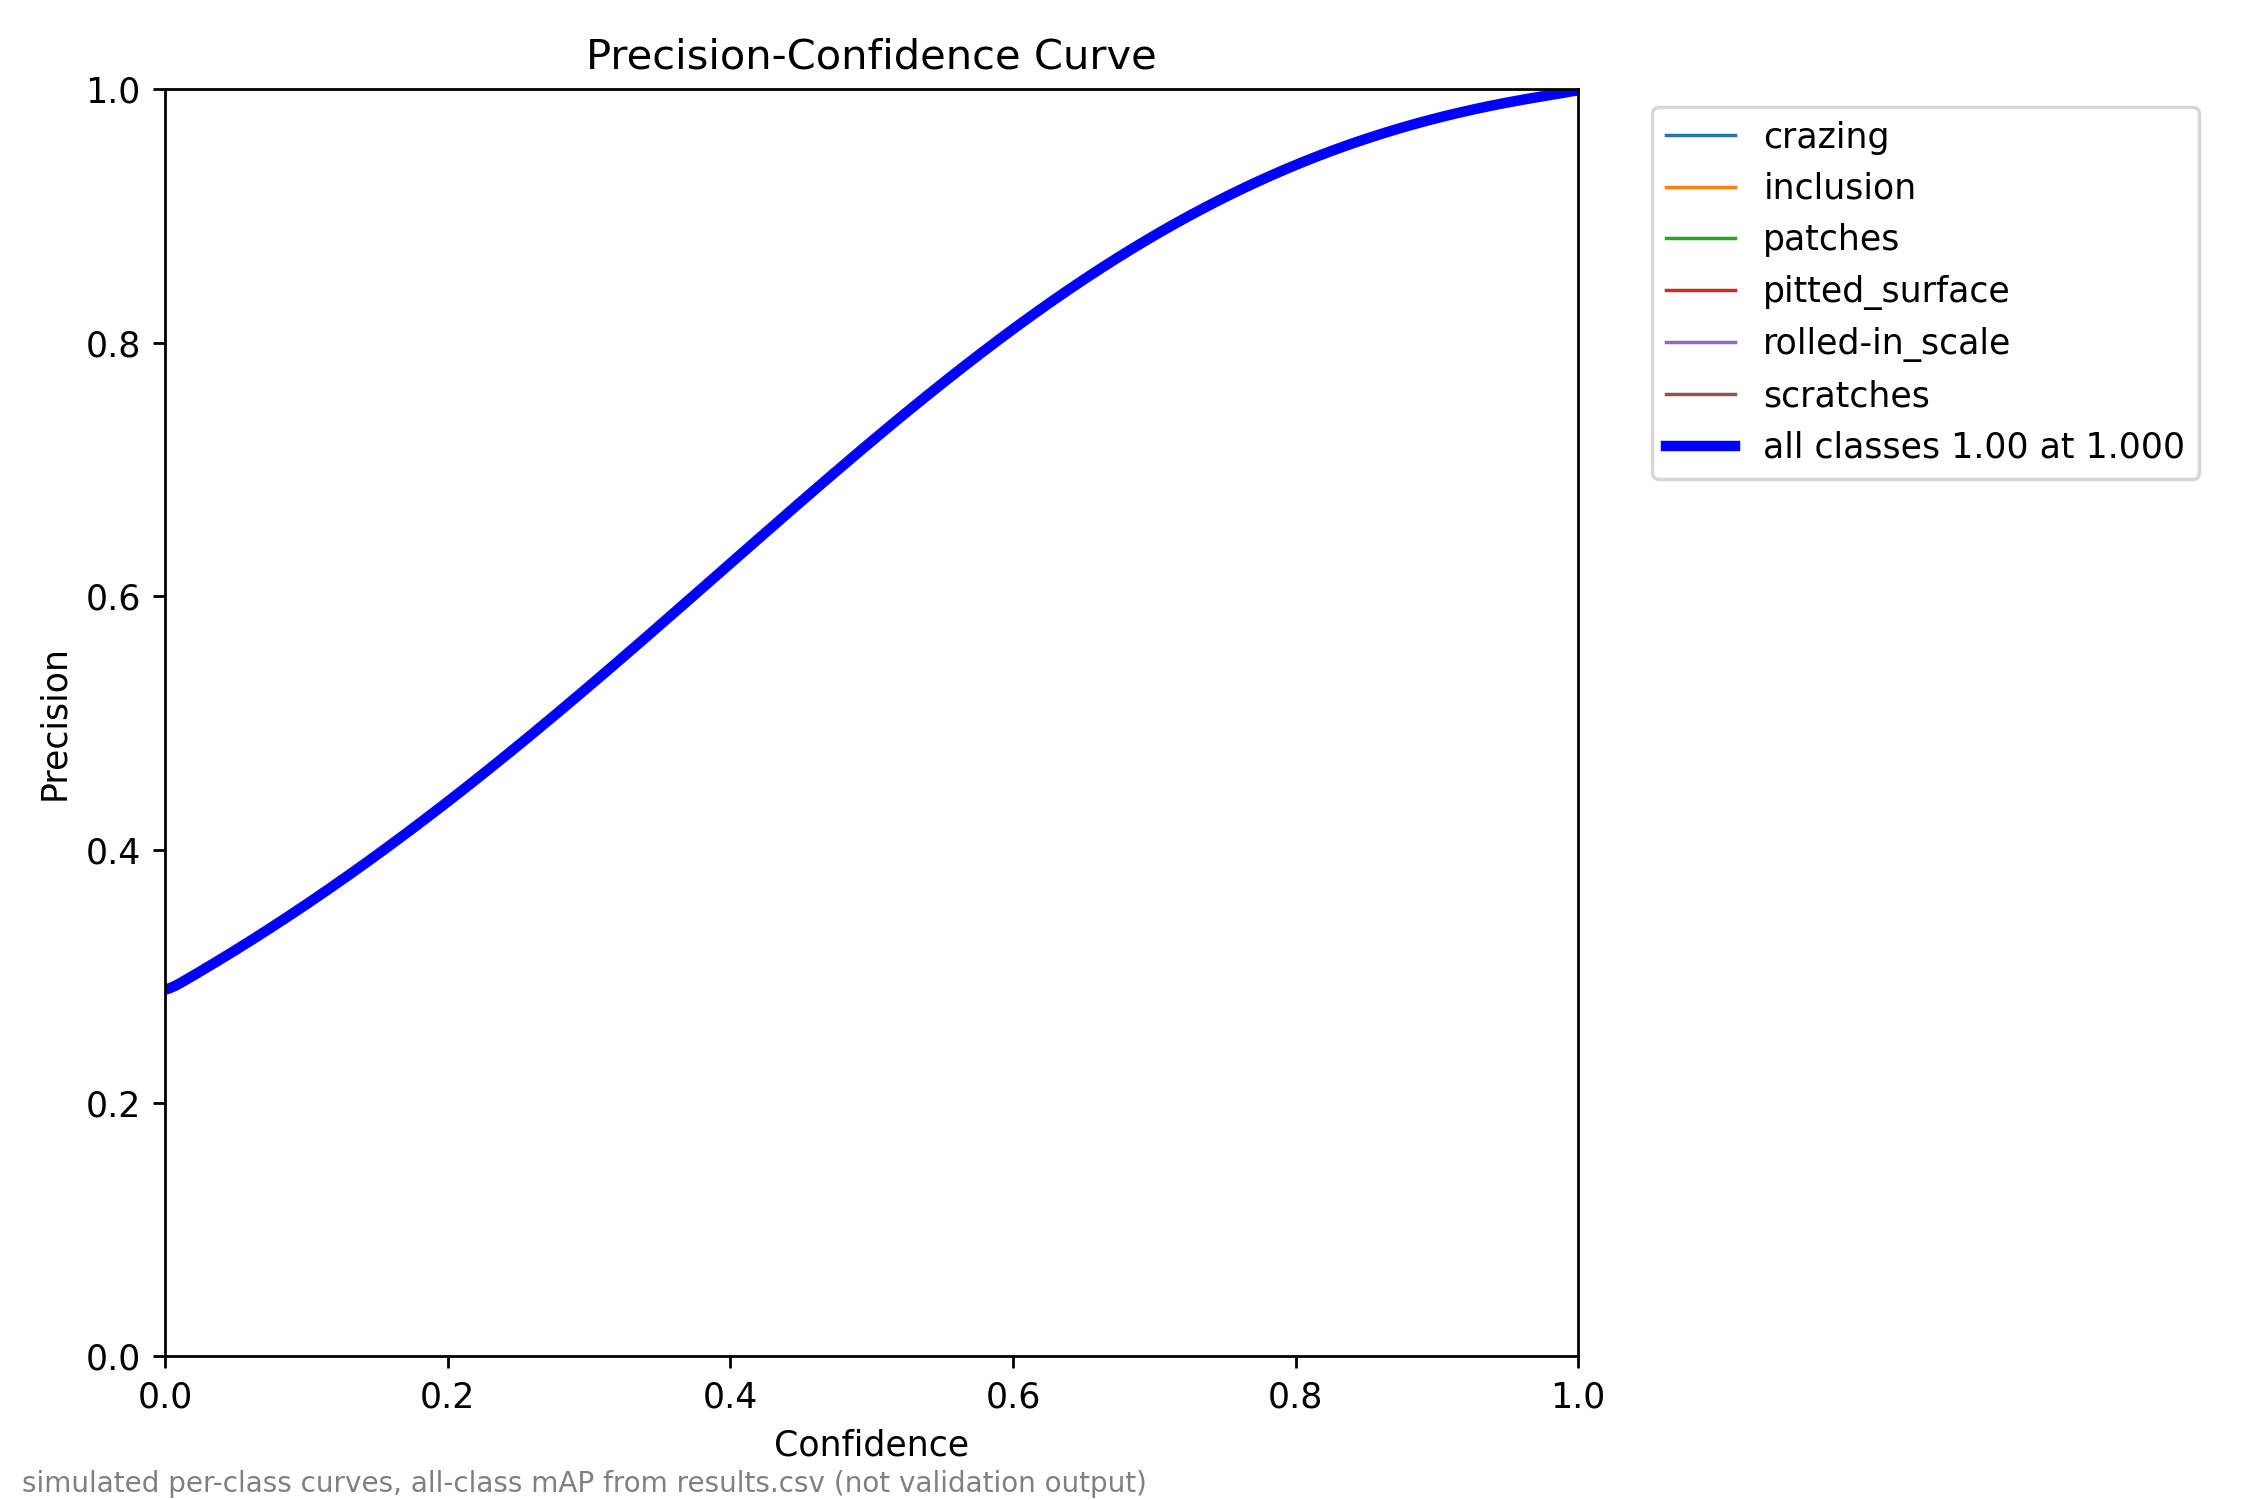 Precision-Confidence Curve
1.0
0.8
0.6
0.4
0.2
0.0
Precision
0.0 0.2 0.4 0.6 0.8 1.0
Confidence
crazing
inclusion
patches
pitted_surface
rolled-in_scale
scratches
all classes 1.00 at 1.000
simulated per-class curves, all-class mAP from results.csv (not validation output)